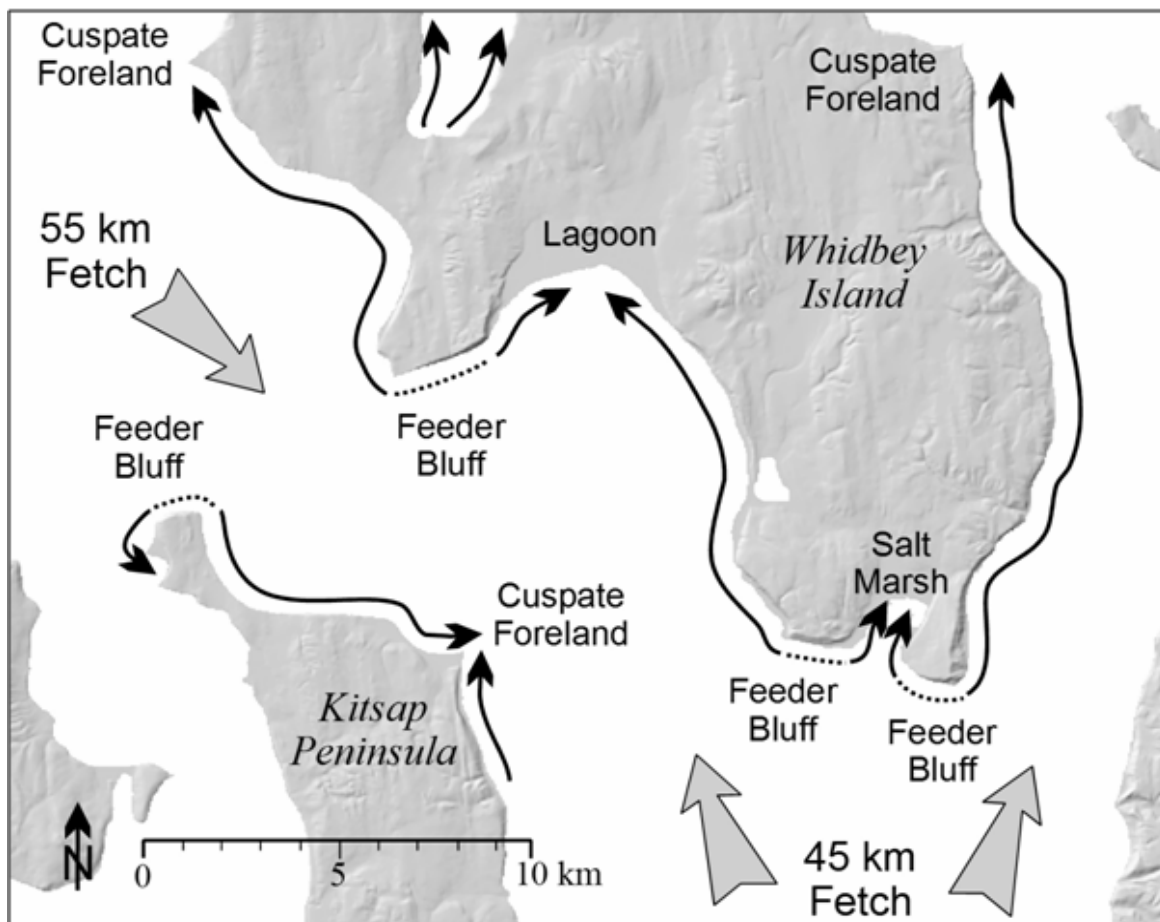 Cuspate
Foreland
Cuspate
Foreland
Lagoon
Whidbey
Island
55 km
Fetch
Feeder
Bluff
Feeder
Bluff
Salt
Marsh
Cuspate
Foreland
Kitsap
Peninsula
Feeder
Bluff
Feeder
Bluff
N
0 5 10 km
45 km
Fetch